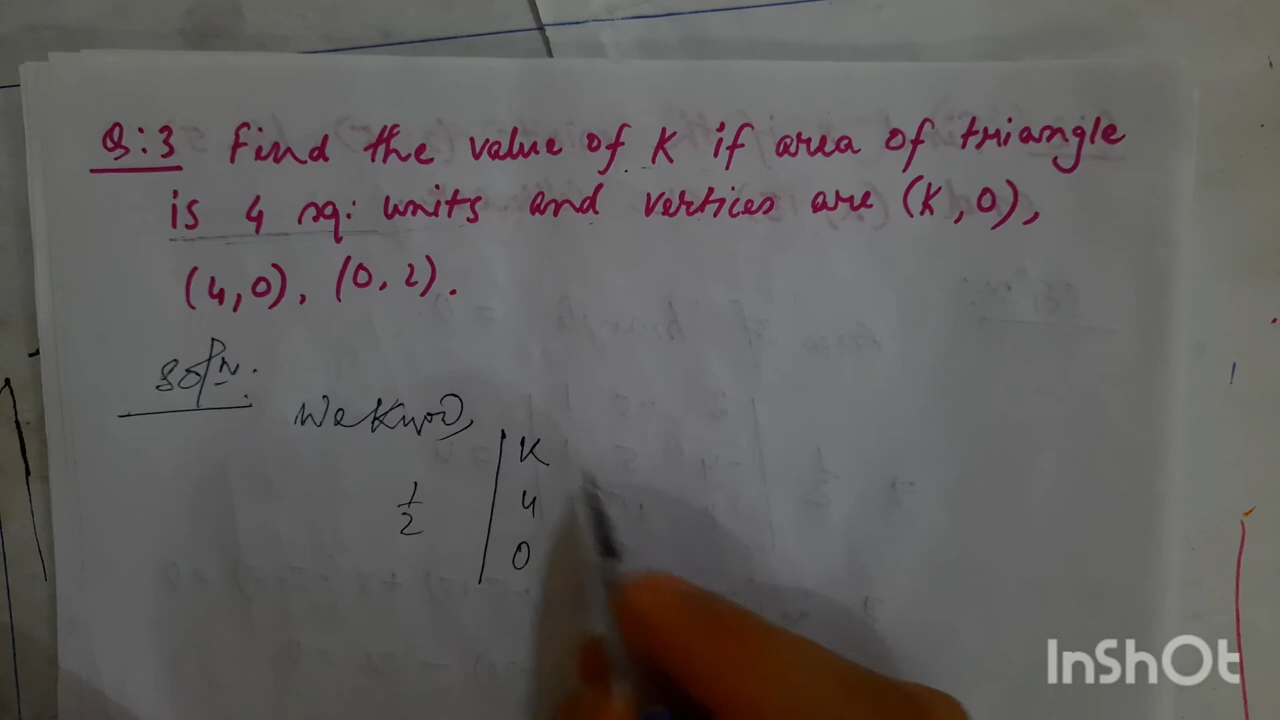 Q:3 Find the value of K if area of triangle
is 4 sq. units and vertices are (K,0),
(4,0), (0,2).
Soln.
We know,
1/2 | K
4
0
InShOt